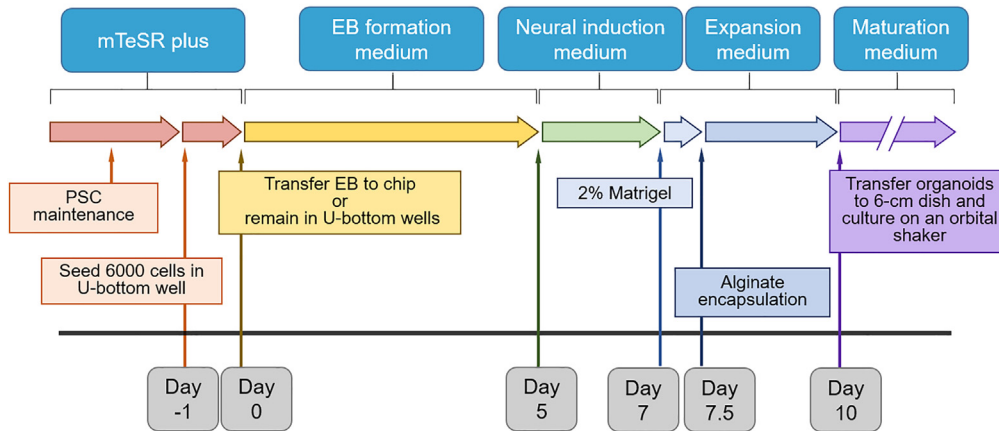 mTeSR plus
EB formation
medium
Neural induction
medium
Expansion
medium
Maturation
medium
PSC
maintenance
Seed 6000 cells in
U-bottom well
Transfer EB to chip
or
remain in U-bottom wells
2% Matrigel
Alginate
encapsulation
Transfer organoids
to 6-cm dish and
culture on an orbital
shaker
Day
-1
Day
0
Day
5
Day
7
Day
7.5
Day
10